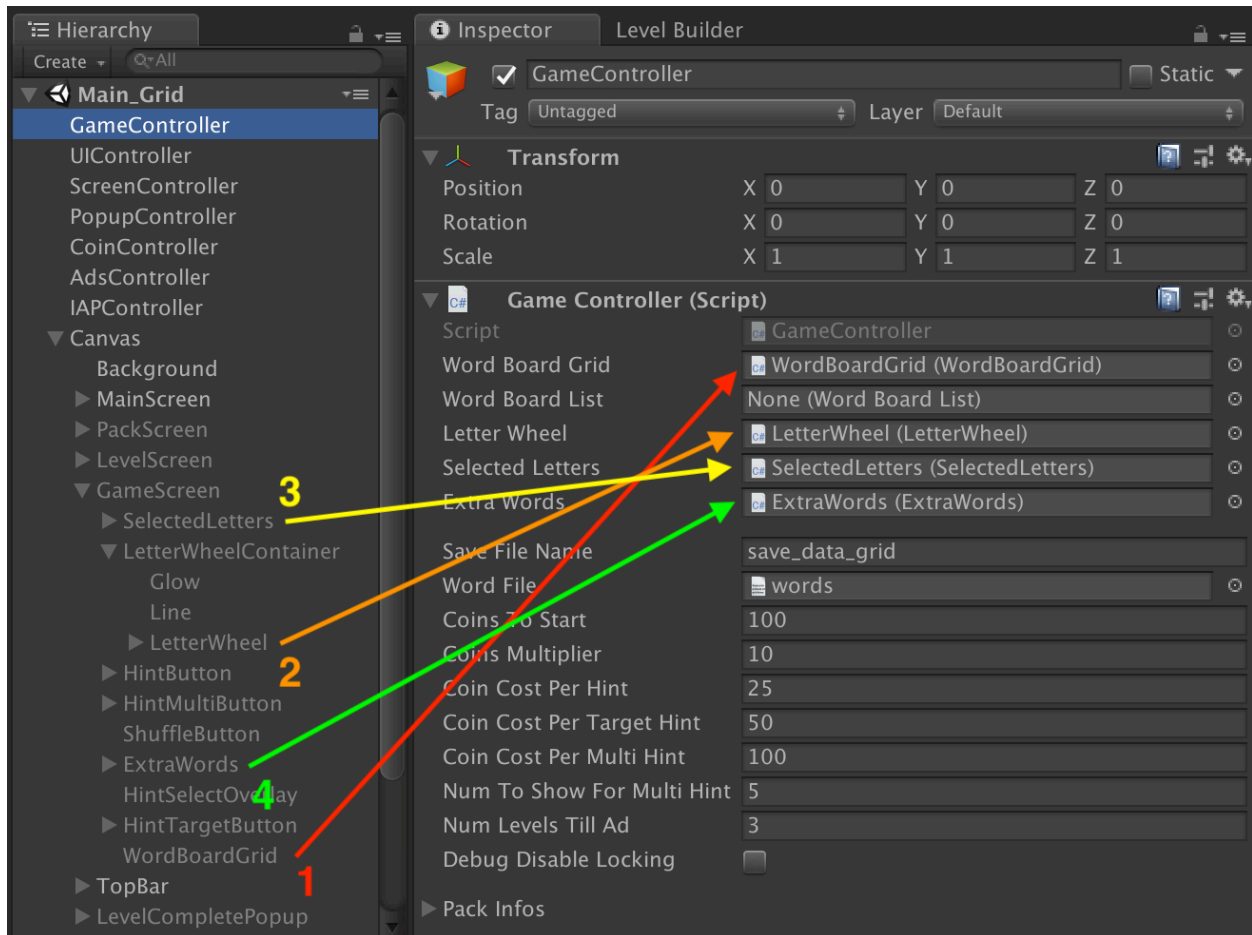 Hierarchy
Create All
Main_Grid
GameController
UIController
ScreenController
PopupController
CoinController
AdsController
IAPController
Canvas
Background
MainScreen
PackScreen
LevelScreen
GameScreen
3
SelectedLetters
LetterWheelContainer
Glow
Line
LetterWheel
2
HintButton
HintMultiButton
ShuffleButton
ExtraWords
4
HintSelectOverlay
HintTargetButton
WordBoardGrid
1
TopBar
LevelCompletePopup
Inspector Level Builder
GameController Static
Tag Untagged Layer Default
Transform
Position X 0 Y 0 Z 0
Rotation X 0 Y 0 Z 0
Scale X 1 Y 1 Z 1
C# Game Controller (Script)
Script GameController
Word Board Grid WordBoardGrid (WordBoardGrid)
Word Board List None (Word Board List)
Letter Wheel LetterWheel (LetterWheel)
Selected Letters SelectedLetters (SelectedLetters)
Extra Words ExtraWords (ExtraWords)
Save File Name save_data_grid
Word File words
Coins To Start 100
Coins Multiplier 10
Coin Cost Per Hint 25
Coin Cost Per Target Hint 50
Coin Cost Per Multi Hint 100
Num To Show For Multi Hint 5
Num Levels Till Ad 3
Debug Disable Locking
Pack Infos